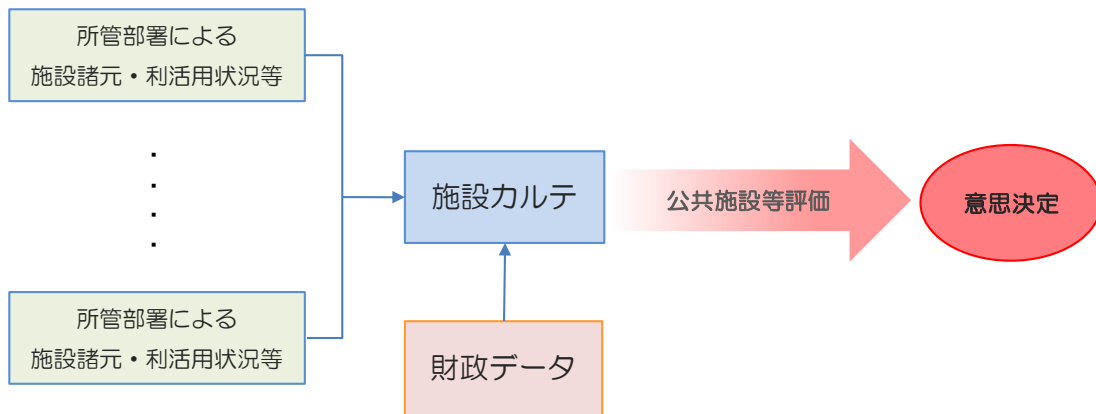 所管部署による
施設諸元・利活用状況等
・
・
・
・
所管部署による
施設諸元・利活用状況等
施設カルテ
財政データ
公共施設等評価
意思決定